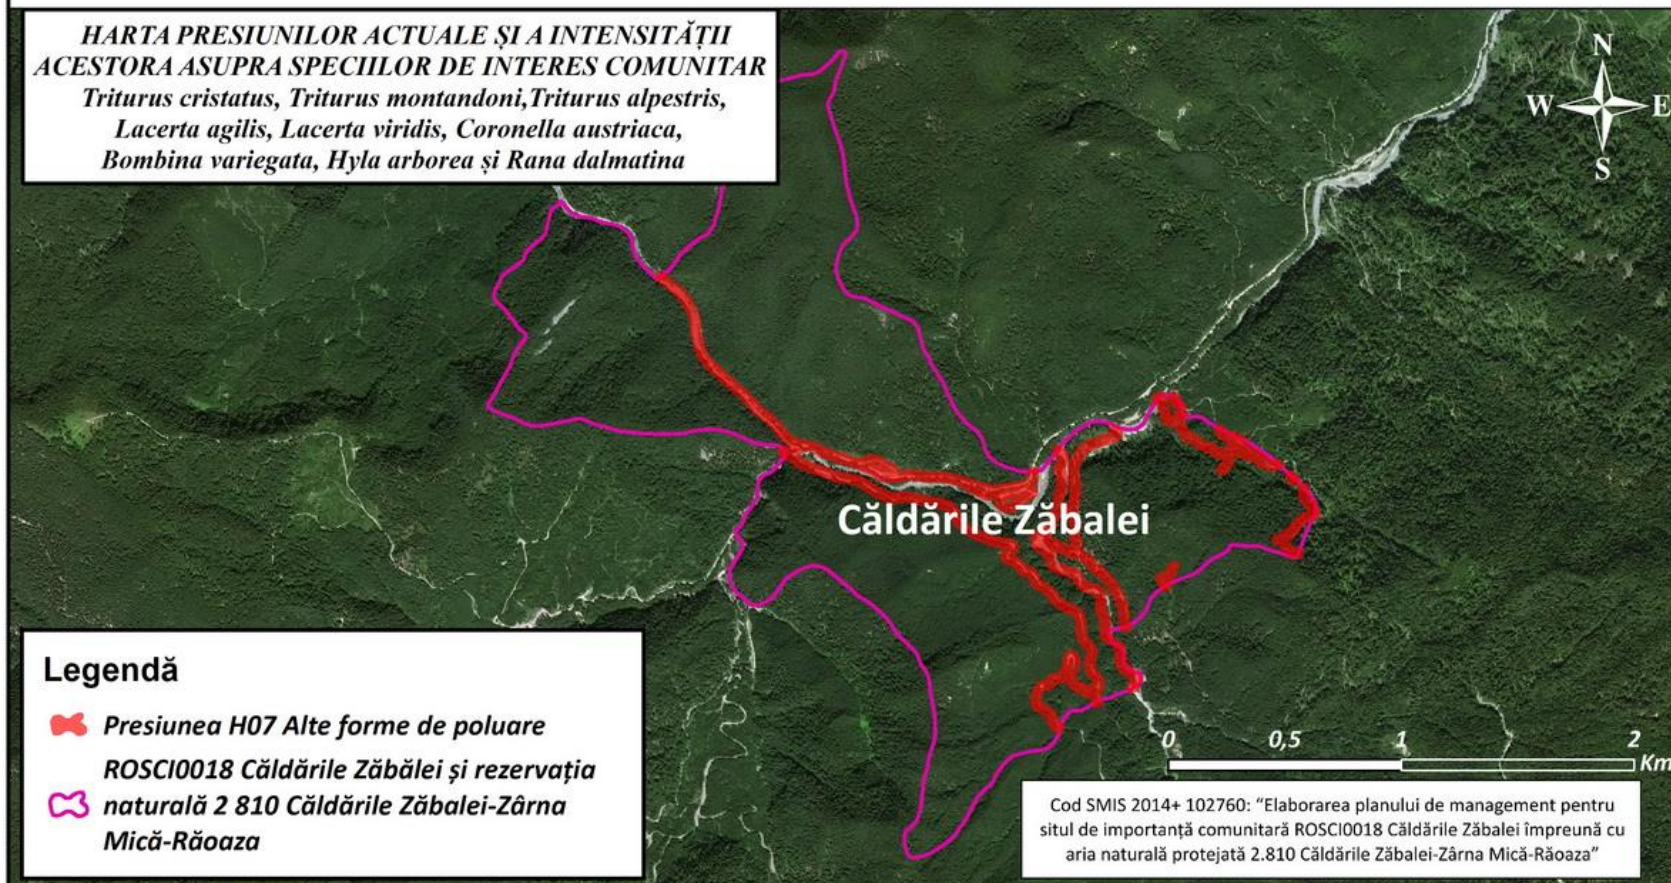 HARTA PRESIUNILOR ACTUALE ȘI A INTENSITĂȚII
ACESTORA ASUPRA SPECIILOR DE INTERES COMUNITAR
Triturus cristatus, Triturus montandoni,Triturus alpestris,
Lacerta agilis, Lacerta viridis, Coronella austriaca,
Bombina variegata, Hyla arborea și Rana dalmatina
N
W E
S
Căldările Zăbalei
Legendă
Presiunea H07 Alte forme de poluare
ROSCI0018 Căldările Zăbălei și rezervația
naturală 2 810 Căldările Zăbalei-Zârna
Mică-Răoaza
0 0,5 1 2
Km
Cod SMIS 2014+ 102760: “Elaborarea planului de management pentru
situl de importanță comunitară ROSCI0018 Căldările Zăbalei împreună cu
aria naturală protejată 2.810 Căldările Zăbalei-Zârna Mică-Răoaza”